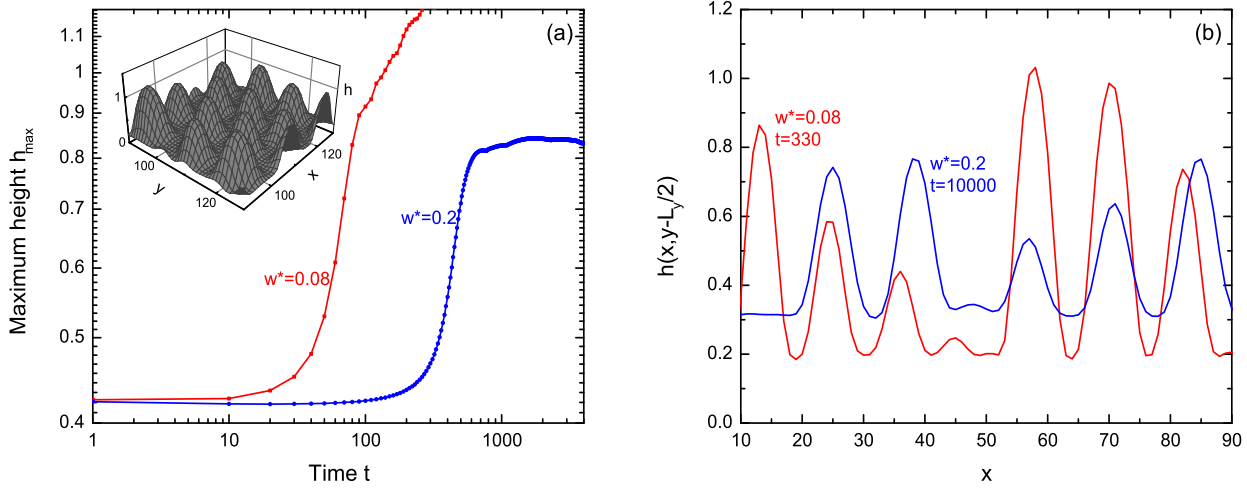 (a)
1.1
1
0.9
0.8
0.7
0.6
0.5
0.4
Maximum height h_max
1
10
100
1000
Time t
w*=0.08
w*=0.2
h
1
0
100
120
y
100
120
x
(b)
1.2
1.0
0.8
0.6
0.4
0.2
0.0
h(x,y-L_y/2)
w*=0.08
t=330
w*=0.2
t=10000
10
20
30
40
50
60
70
80
90
x